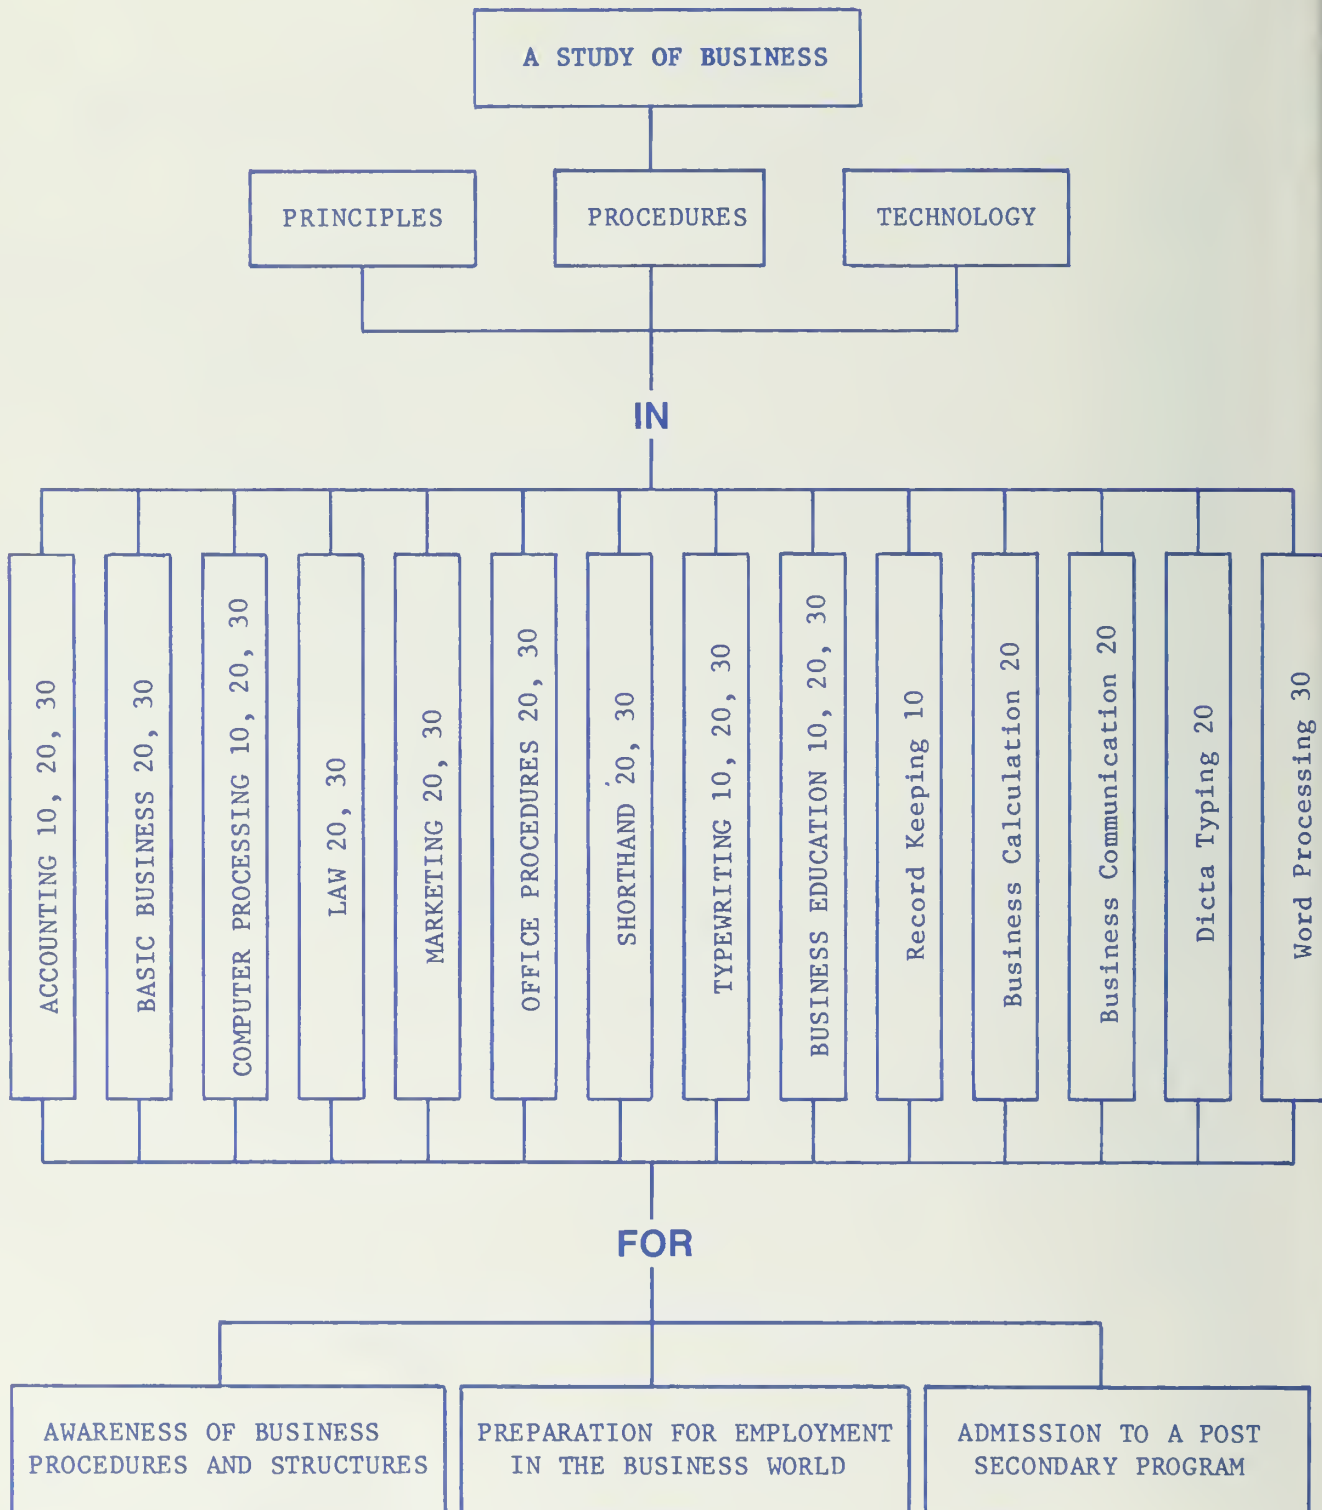 A STUDY OF BUSINESS
PRINCIPLES
PROCEDURES
TECHNOLOGY
IN
ACCOUNTING 10, 20, 30
BASIC BUSINESS 20, 30
COMPUTER PROCESSING 10, 20, 30
LAW 20, 30
MARKETING 20, 30
OFFICE PROCEDURES 20, 30
SHORTHAND 20, 30
TYPEWRITING 10, 20, 30
BUSINESS EDUCATION 10, 20, 30
Record Keeping 10
Business Calculation 20
Business Communication 20
Dicta Typing 20
Word Processing 30
FOR
AWARENESS OF BUSINESS
PROCEDURES AND STRUCTURES
PREPARATION FOR EMPLOYMENT
IN THE BUSINESS WORLD
ADMISSION TO A POST
SECONDARY PROGRAM